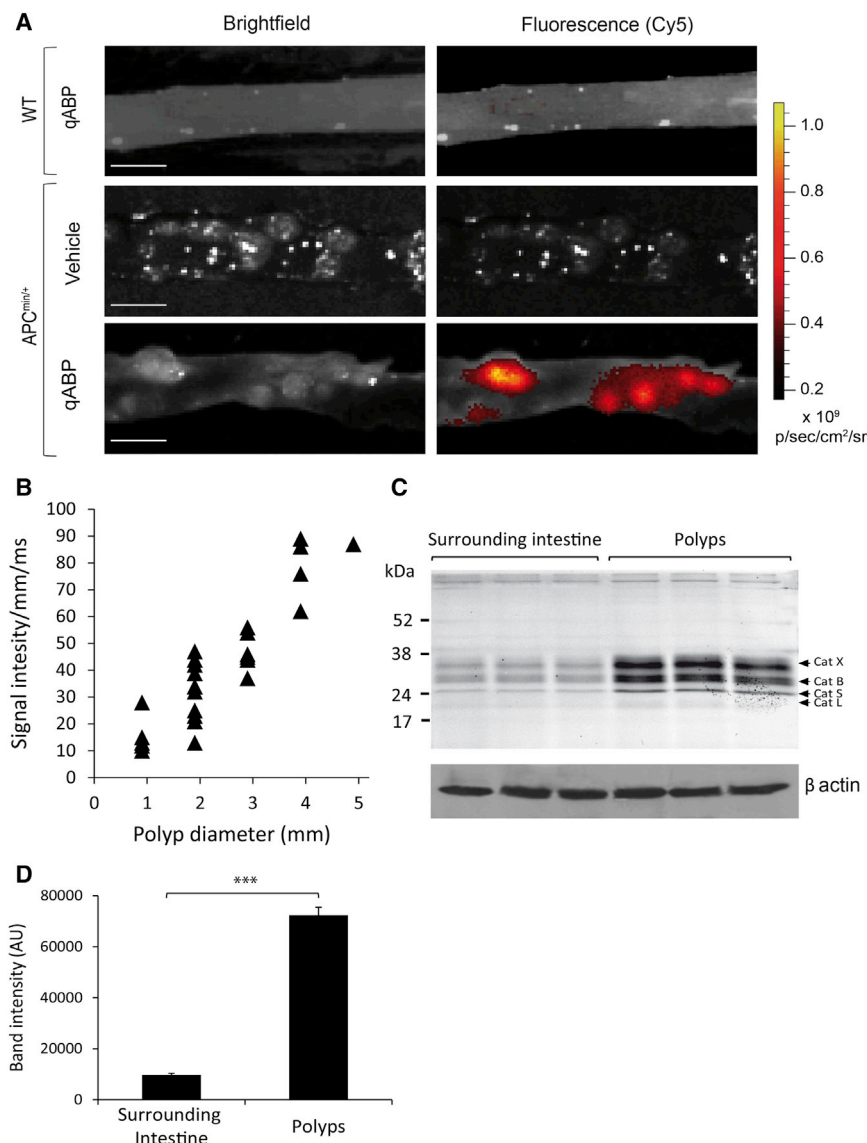 A
Brightfield
Fluorescence (Cy5)
WT
qABP
APCmin/+
Vehicle
qABP
1.0
0.8
0.6
0.4
0.2
x 10⁹
p/sec/cm²/sr
B
100
90
80
70
60
50
40
30
20
10
0
0 1 2 3 4 5
Signal intesity/mm/ms
Polyp diameter (mm)
C
Surrounding intestine
Polyps
kDa
52
38
24
17
Cat X
Cat B
Cat S
Cat L
β actin
D
***
80000
60000
40000
20000
0
Band intensity (AU)
Surrounding
Intestine
Polyps